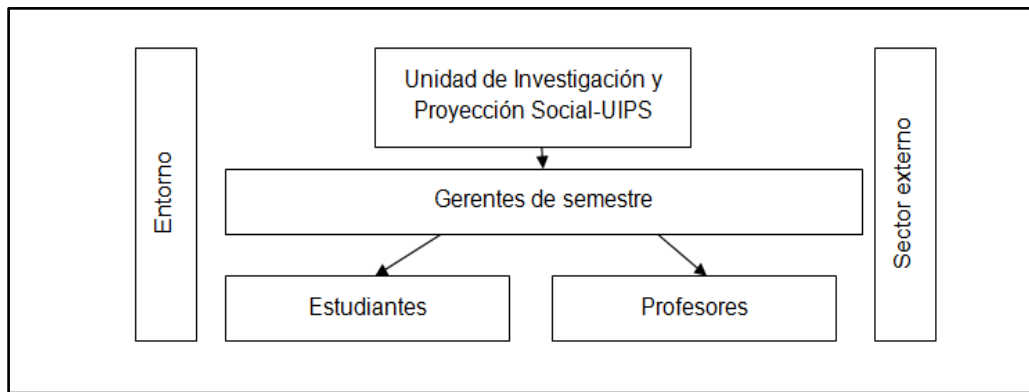 Entorno
Unidad de Investigación y
Proyección Social-UIPS
Gerentes de semestre
Estudiantes
Profesores
Sector externo